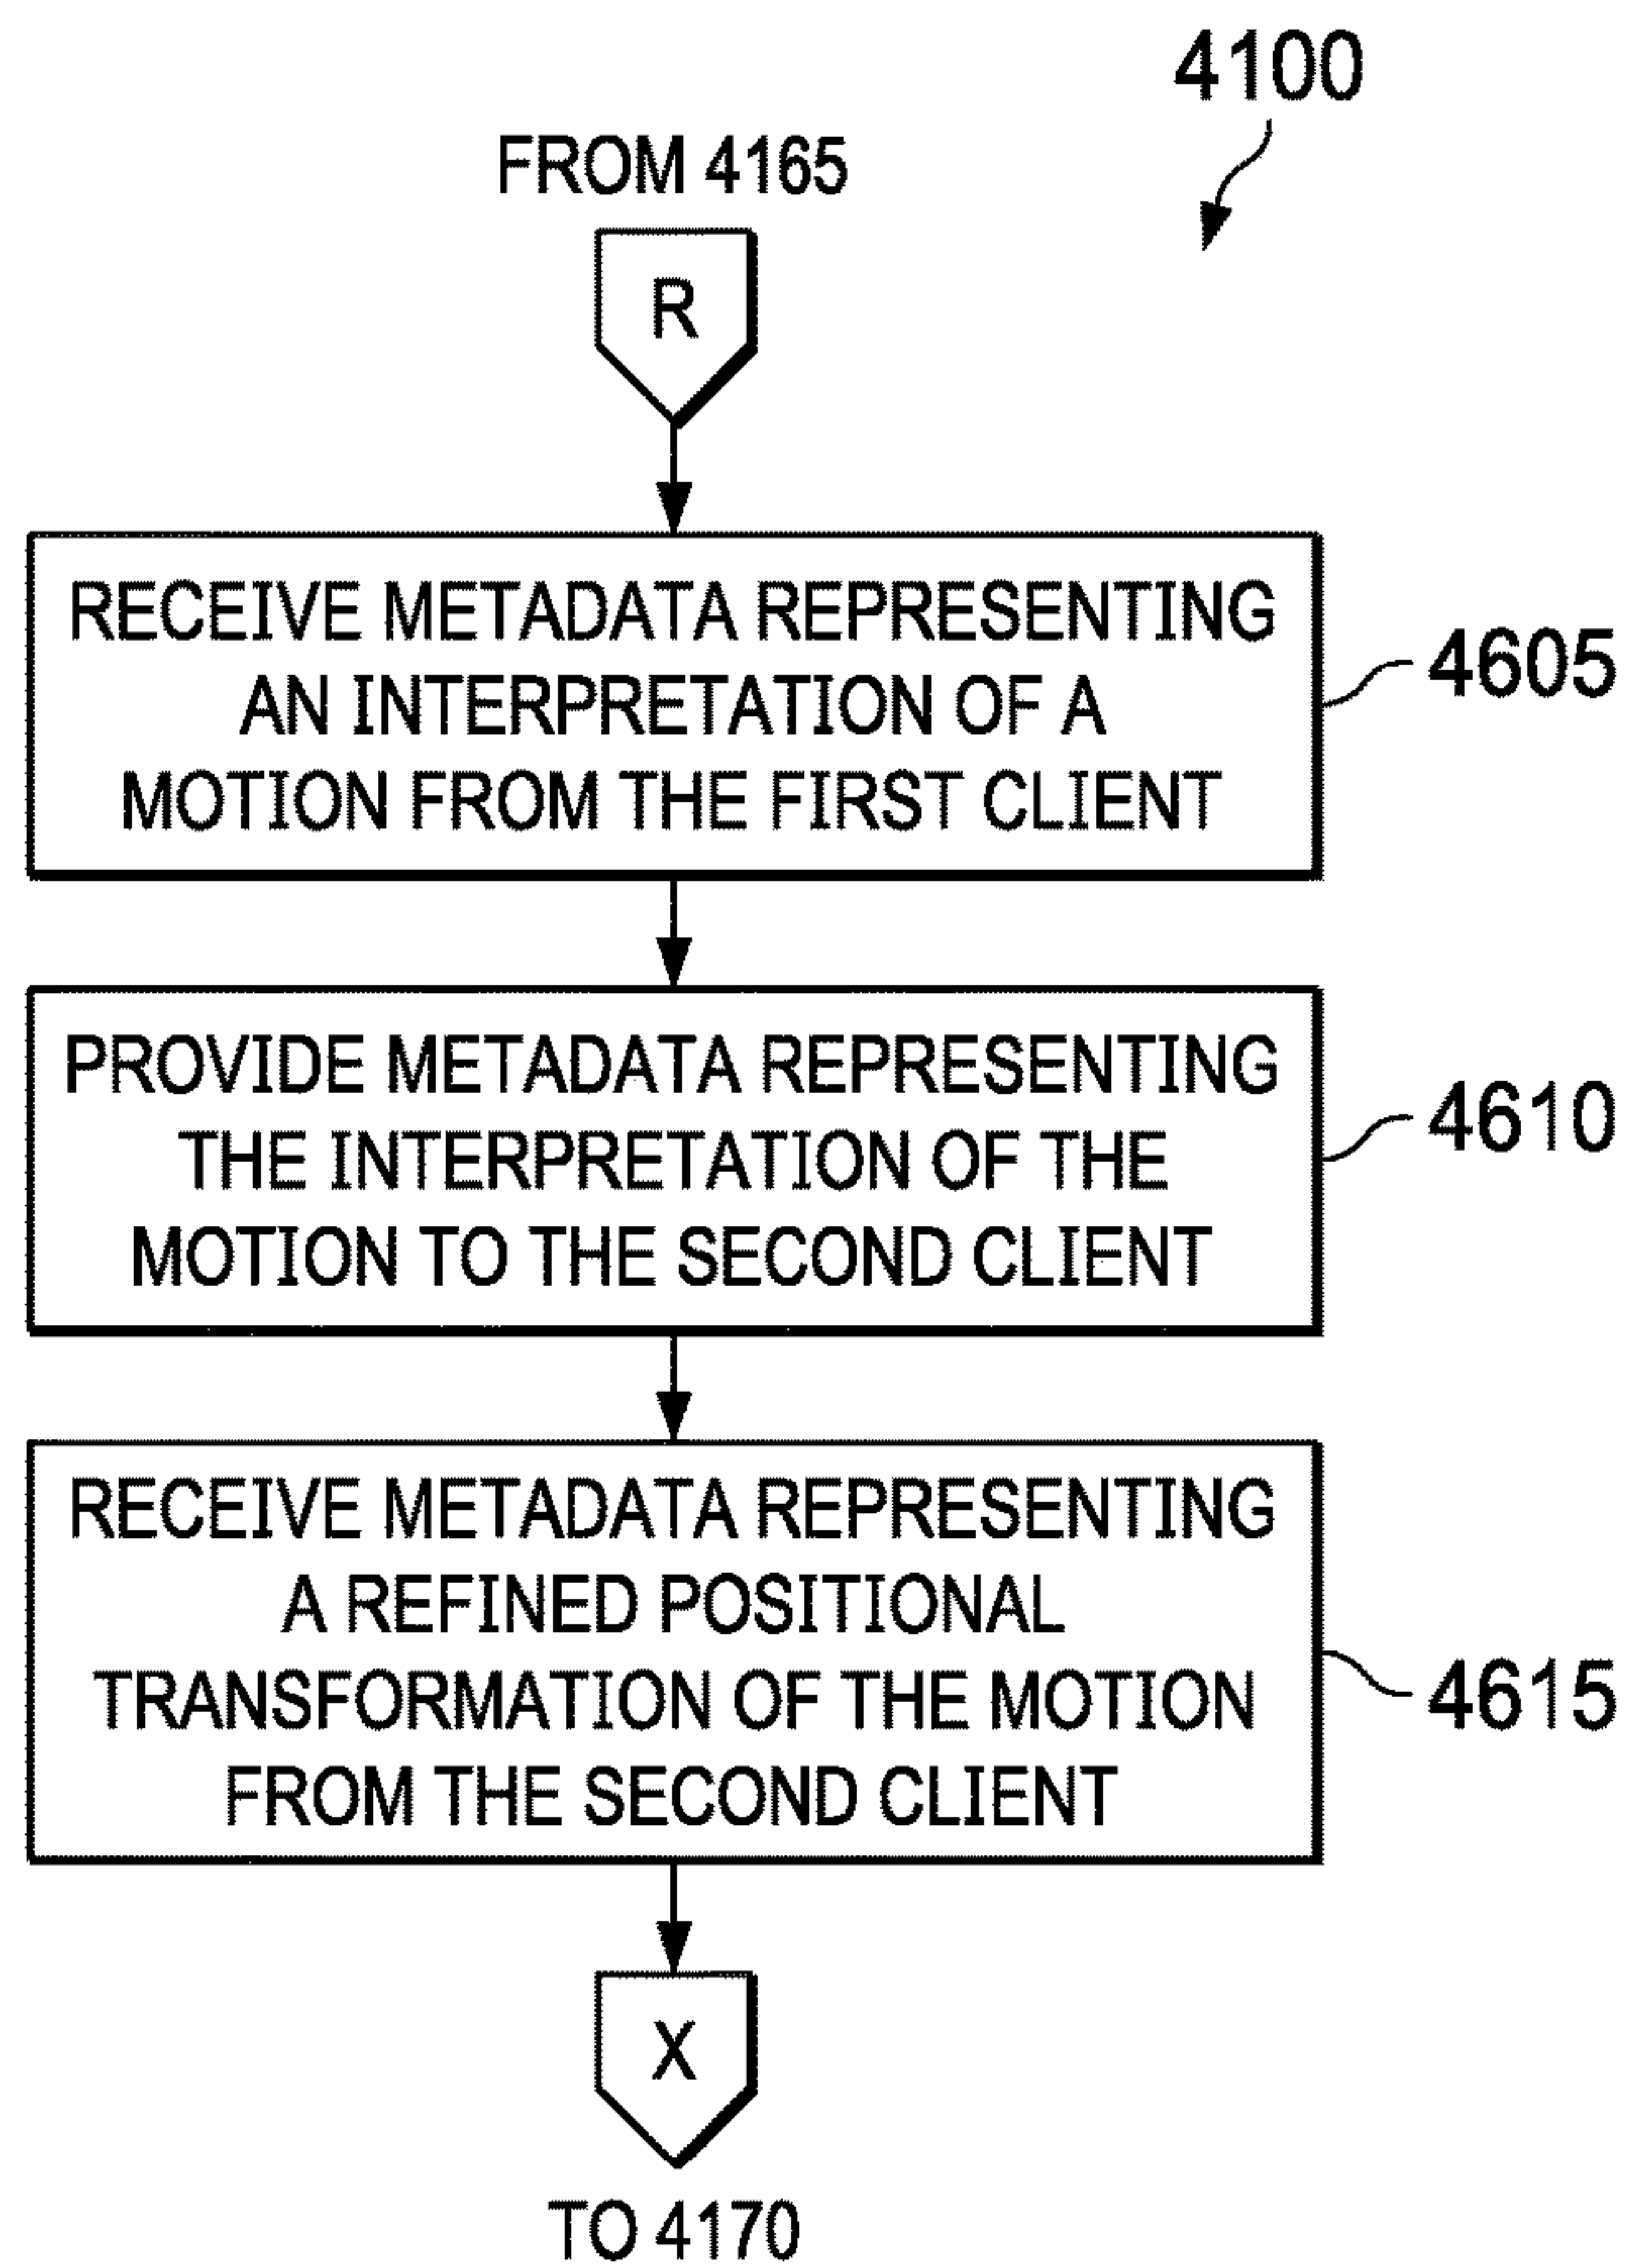 4100
FROM 4165
R
RECEIVE METADATA REPRESENTING
AN INTERPRETATION OF A
MOTION FROM THE FIRST CLIENT
4605
PROVIDE METADATA REPRESENTING
THE INTERPRETATION OF THE
MOTION TO THE SECOND CLIENT
4610
RECEIVE METADATA REPRESENTING
A REFINED POSITIONAL
TRANSFORMATION OF THE MOTION
FROM THE SECOND CLIENT
4615
X
TO 4170